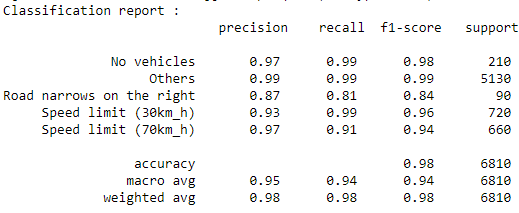 Classification report :
precision recall f1-score support
No vehicles 0.97 0.99 0.98 210
Others 0.99 0.99 0.99 5130
Road narrows on the right 0.87 0.81 0.84 90
Speed limit (30km_h) 0.93 0.99 0.96 720
Speed limit (70km_h) 0.97 0.91 0.94 660
accuracy 0.98 6810
macro avg 0.95 0.94 0.94 6810
weighted avg 0.98 0.98 0.98 6810